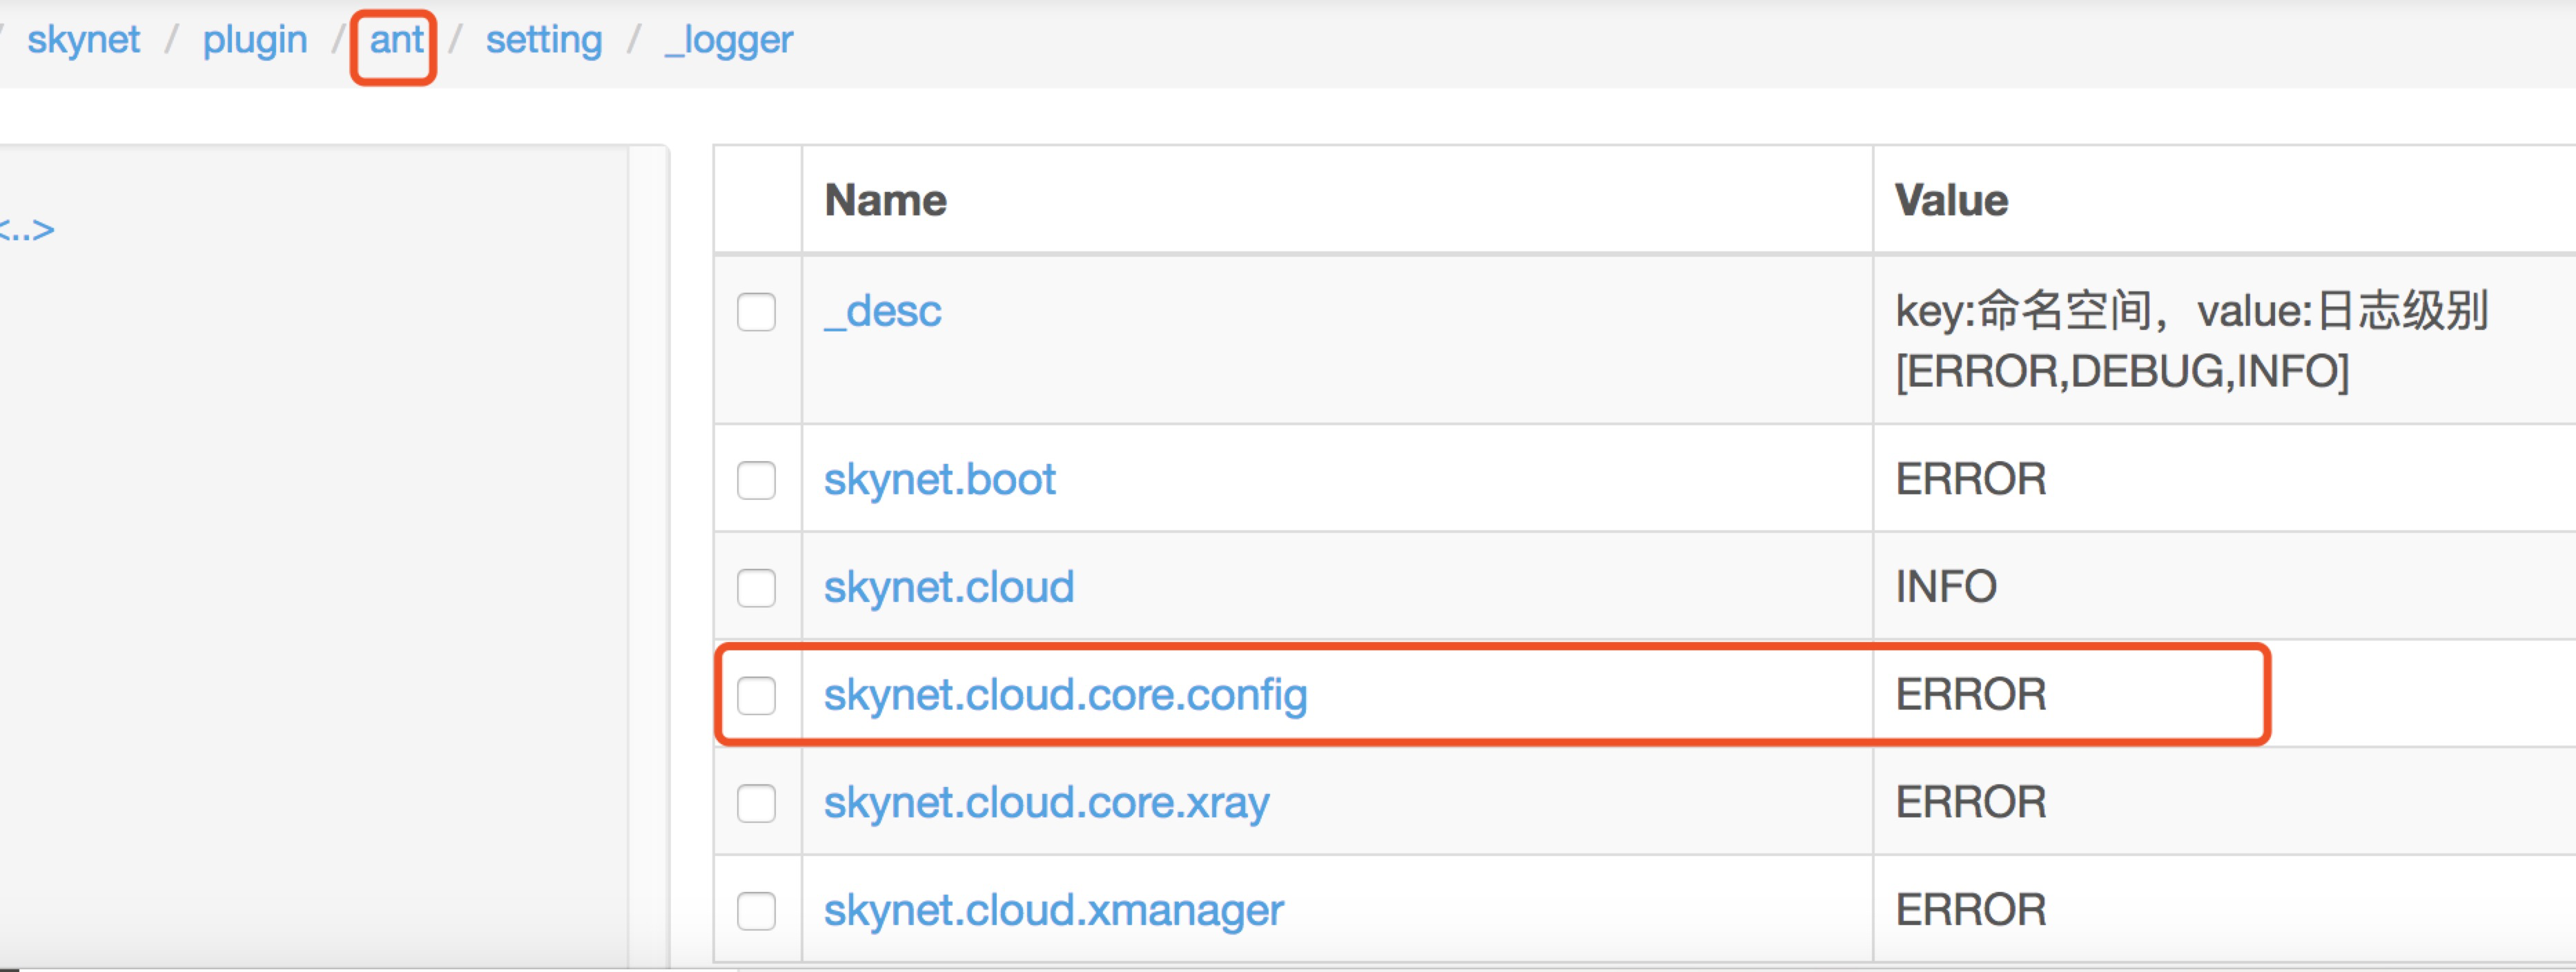 / skynet / plugin / ant / setting / _logger
<..>
Name Value
_desc key:命名空间，value:日志级别
[ERROR,DEBUG,INFO]
skynet.boot ERROR
skynet.cloud INFO
skynet.cloud.core.config ERROR
skynet.cloud.core.xray ERROR
skynet.cloud.xmanager ERROR